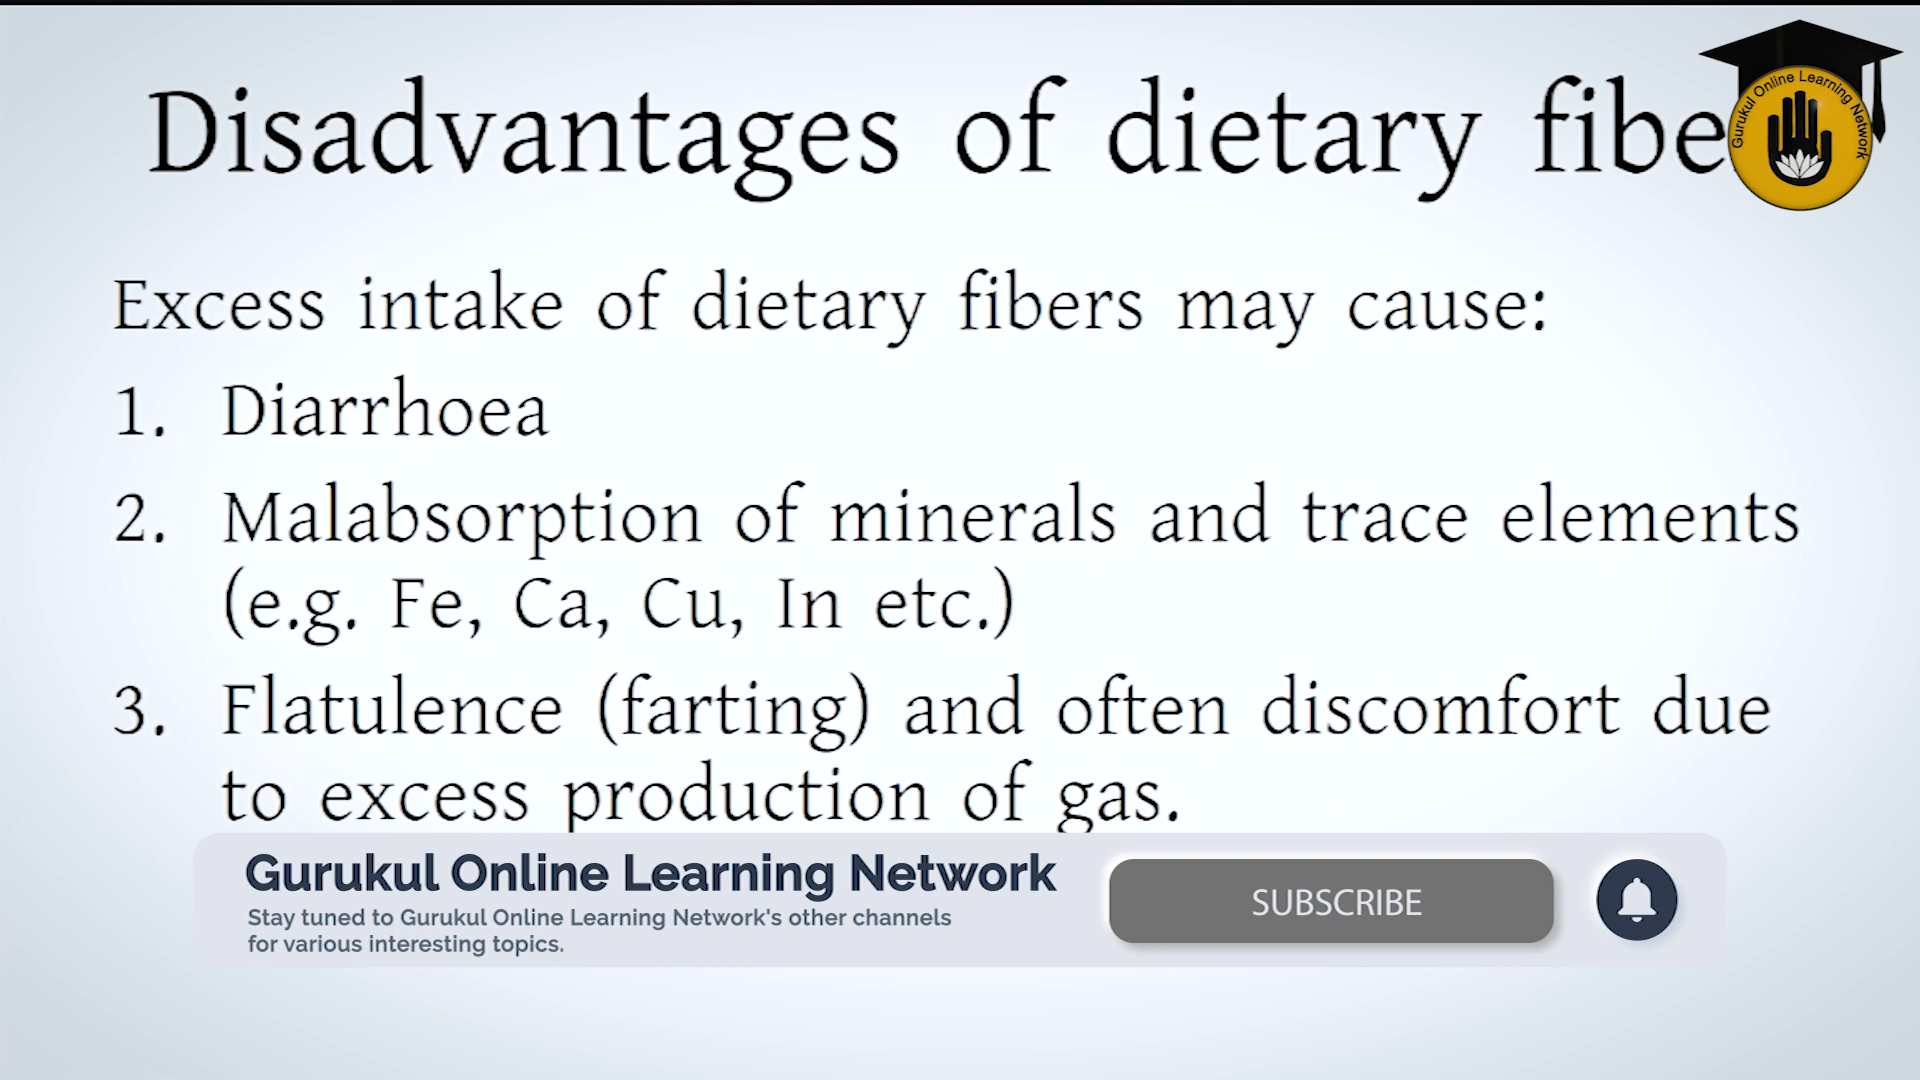 Disadvantages of dietary fibe
Gurukul Online Learning Network
Excess intake of dietary fibers may cause:
1. Diarrhoea
2. Malabsorption of minerals and trace elements
(e.g. Fe, Ca, Cu, In etc.)
3. Flatulence (farting) and often discomfort due
to excess production of gas.
Gurukul Online Learning Network
Stay tuned to Gurukul Online Learning Network's other channels
for various interesting topics.
SUBSCRIBE